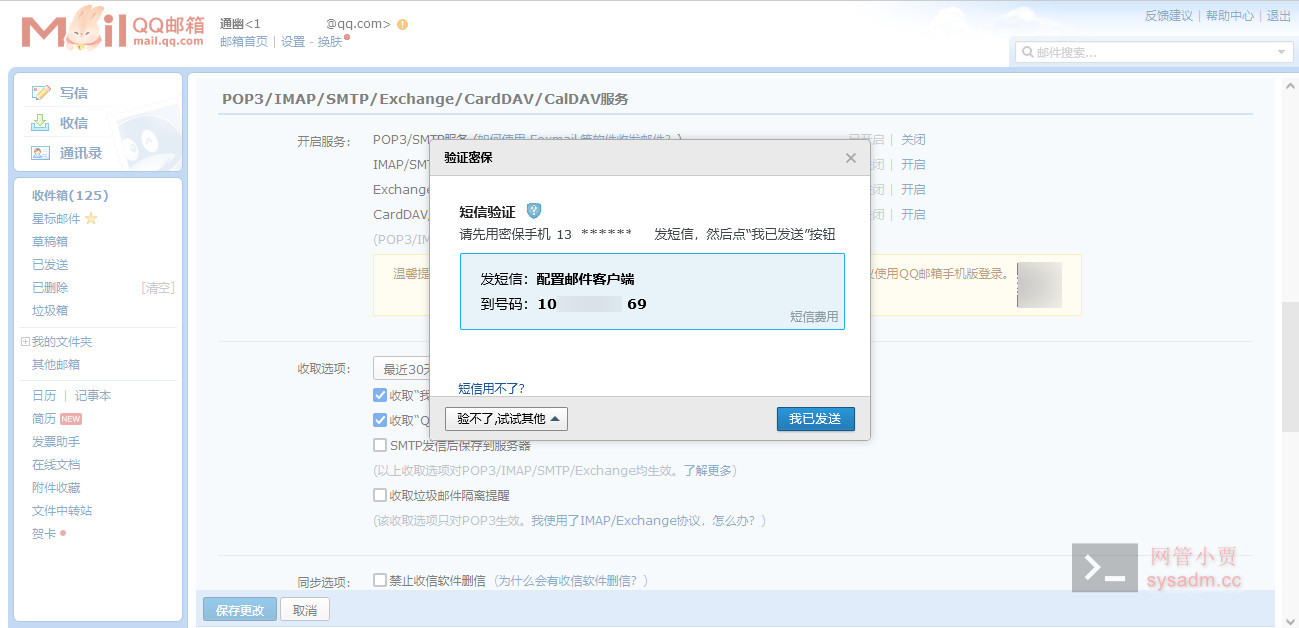 Mail QQ邮箱 mail.qq.com
通幽<1 @qq.com>
邮箱首页 | 设置 - 换肤
反馈建议 | 帮助中心 | 退出
邮件搜索...
写信
收信
通讯录
收件箱(125)
星标邮件
草稿箱
已发送
已删除 [清空]
垃圾箱
我的文件夹
其他邮箱
日历 | 记事本
简历 NEW
发票助手
在线文档
附件收藏
文件中转站
贺卡
POP3/IMAP/SMTP/Exchange/CardDAV/CalDAV服务
开启服务: POP3/SMTP服务 (如何使用 Foxmail 等软件收发邮件?) 已开启 | 关闭
IMAP/SM 闭 | 开启
Exchange 闭 | 开启
CardDAV/ 闭 | 开启
(POP3/IM
温馨提 使用QQ邮箱手机版登录。
验证密保
短信验证
请先用密保手机 13 ****** 发短信，然后点“我已发送”按钮
发短信: 配置邮件客户端
到号码: 10 69
短信费用
短信用不了?
验不了,试试其他 我已发送
收取选项: 最近30天
收取“我
收取“Q
SMTP发信后保存到服务器
(以上收取选项对POP3/IMAP/SMTP/Exchange均生效。了解更多)
收取垃圾邮件隔离提醒
(该收取选项只对POP3生效。我使用了IMAP/Exchange协议，怎么办? )
同步选项: 禁止收信软件删信 (为什么会有收信软件删信? )
保存更改 取消
网管小贾
sysadm.cc